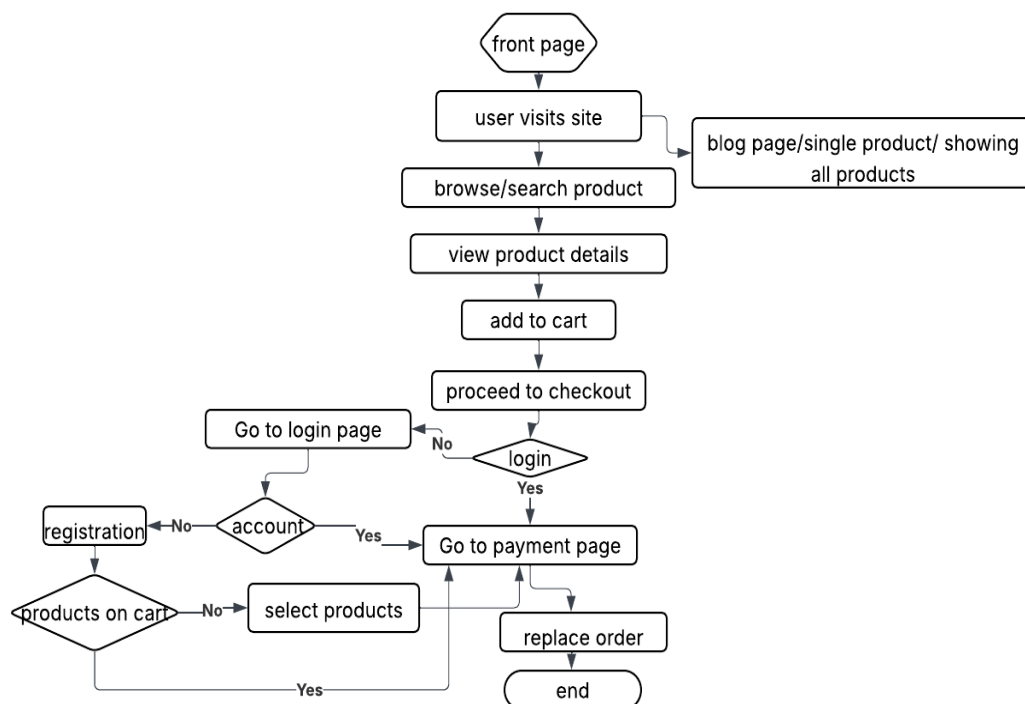 front page
user visits site
blog page/single product/ showing
all products
browse/search product
view product details
add to cart
proceed to checkout
Go to login page
No
login
Yes
registration
No
account
Yes
Go to payment page
products on cart
No
select products
replace order
Yes
end